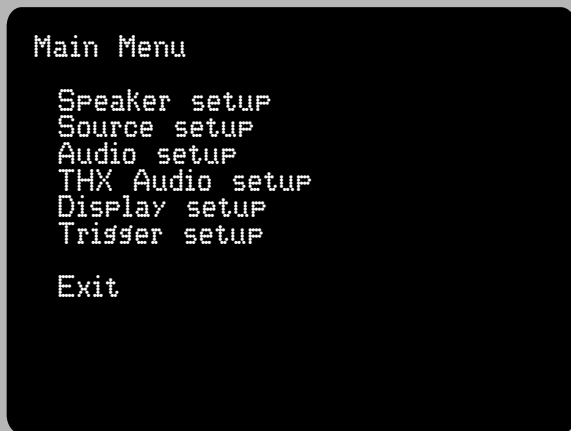 Main Menu
Speaker setup
Source setup
Audio setup
THX Audio setup
Display setup
Trigger setup
Exit